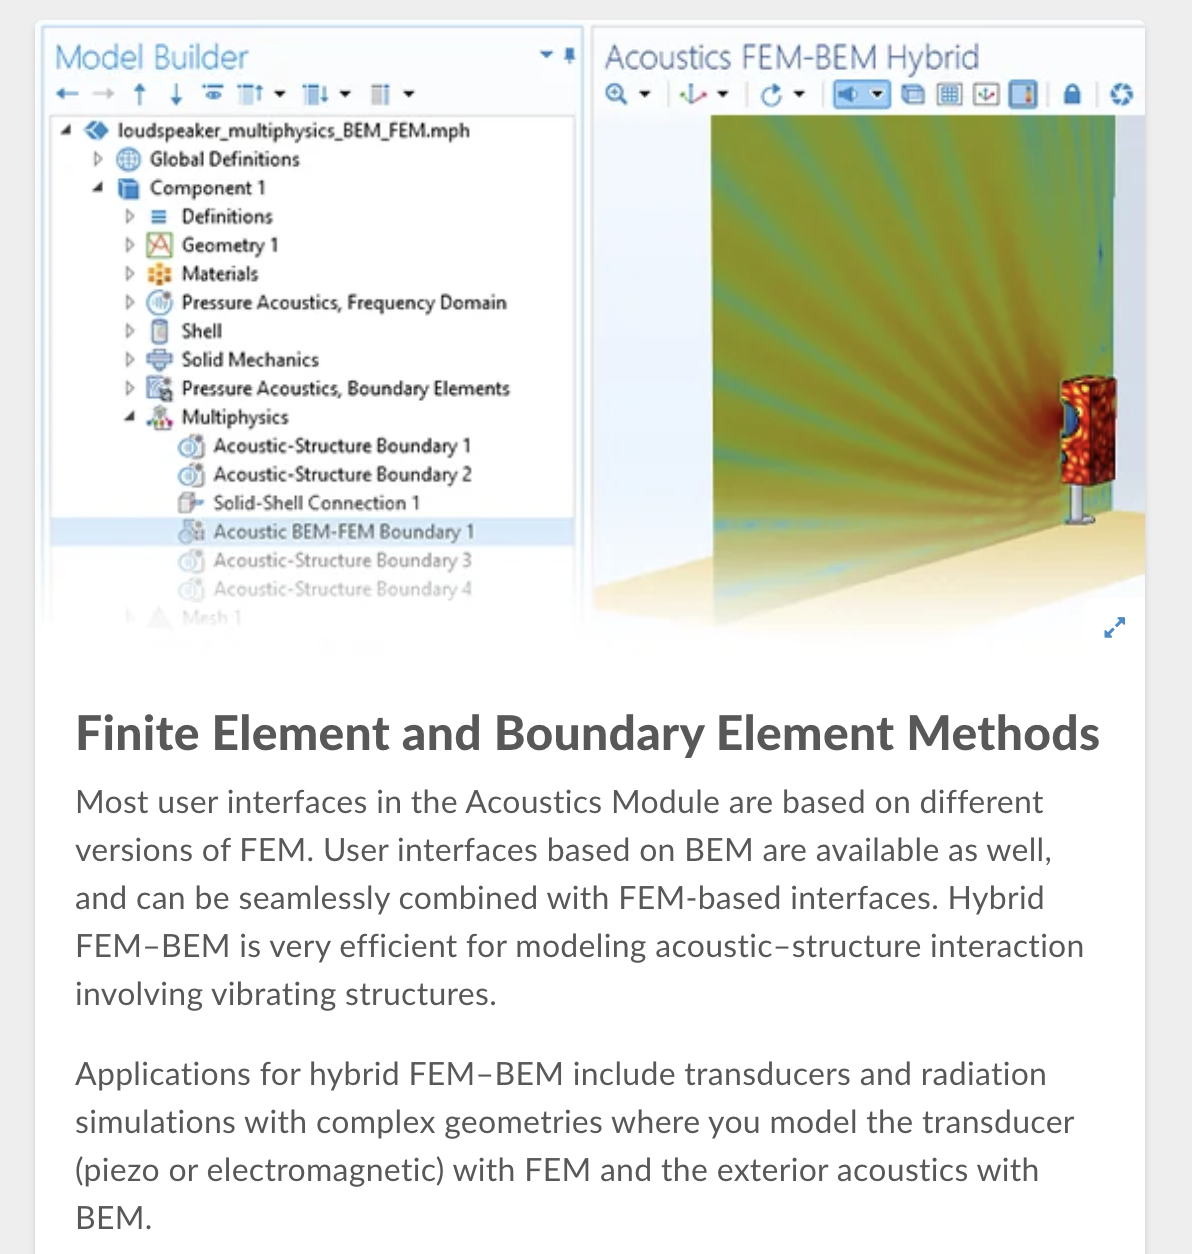 Model Builder
Acoustics FEM-BEM Hybrid
loudspeaker_multiphysics_BEM_FEM.mph
Global Definitions
Component 1
Definitions
Geometry 1
Materials
Pressure Acoustics, Frequency Domain
Shell
Solid Mechanics
Pressure Acoustics, Boundary Elements
Multiphysics
Acoustic-Structure Boundary 1
Acoustic-Structure Boundary 2
Solid-Shell Connection 1
Acoustic BEM-FEM Boundary 1
Acoustic-Structure Boundary 3
Acoustic-Structure Boundary 4
Mesh 1
Finite Element and Boundary Element Methods
Most user interfaces in the Acoustics Module are based on different
versions of FEM. User interfaces based on BEM are available as well,
and can be seamlessly combined with FEM-based interfaces. Hybrid
FEM–BEM is very efficient for modeling acoustic–structure interaction
involving vibrating structures.
Applications for hybrid FEM–BEM include transducers and radiation
simulations with complex geometries where you model the transducer
(piezo or electromagnetic) with FEM and the exterior acoustics with
BEM.